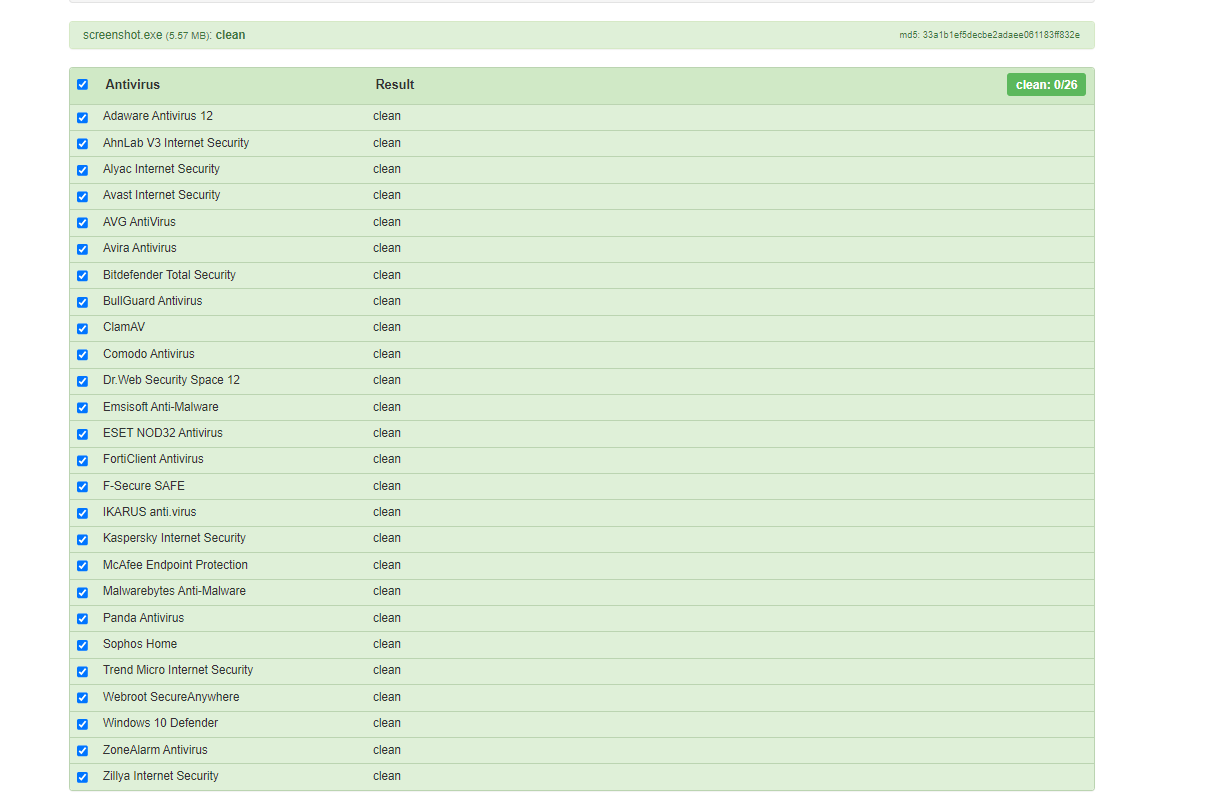 screenshot.exe (5.57 MB): clean md5: 33a1b1ef5decbe2adaee061183ff832e
Antivirus Result clean: 0/26
Adaware Antivirus 12 clean
AhnLab V3 Internet Security clean
Alyac Internet Security clean
Avast Internet Security clean
AVG AntiVirus clean
Avira Antivirus clean
Bitdefender Total Security clean
BullGuard Antivirus clean
ClamAV clean
Comodo Antivirus clean
Dr.Web Security Space 12 clean
Emsisoft Anti-Malware clean
ESET NOD32 Antivirus clean
FortiClient Antivirus clean
F-Secure SAFE clean
IKARUS anti.virus clean
Kaspersky Internet Security clean
McAfee Endpoint Protection clean
Malwarebytes Anti-Malware clean
Panda Antivirus clean
Sophos Home clean
Trend Micro Internet Security clean
Webroot SecureAnywhere clean
Windows 10 Defender clean
ZoneAlarm Antivirus clean
Zillya Internet Security clean